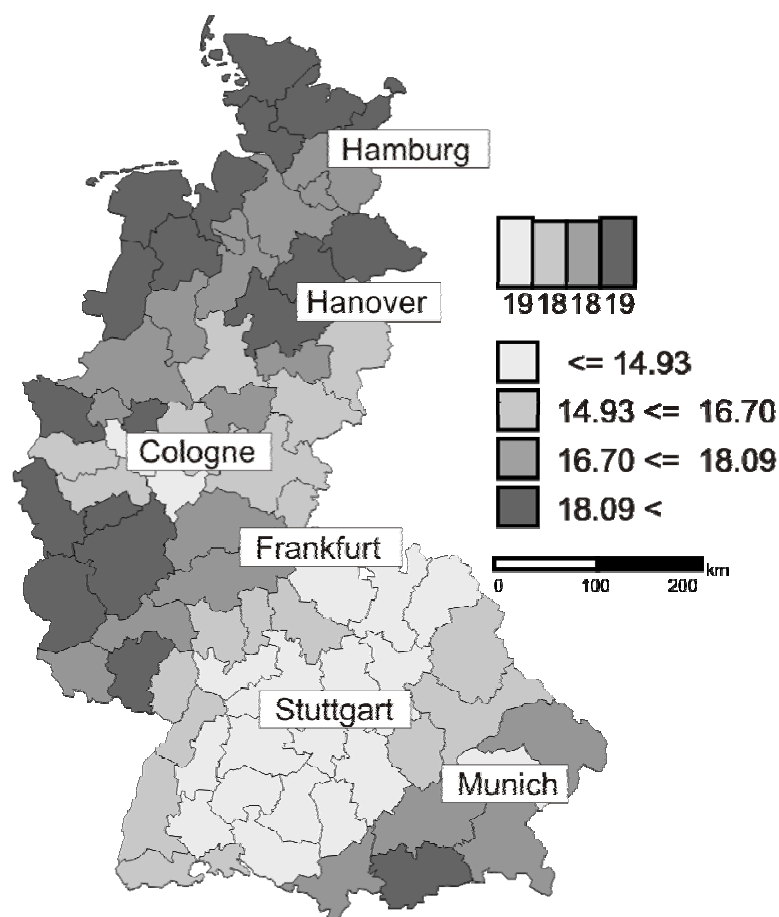 Hamburg
Hanover
19 18 18 19
<= 14.93
14.93 <= 16.70
Cologne
16.70 <= 18.09
18.09 <
Frankfurt
km
0 100 200
Stuttgart
Munich